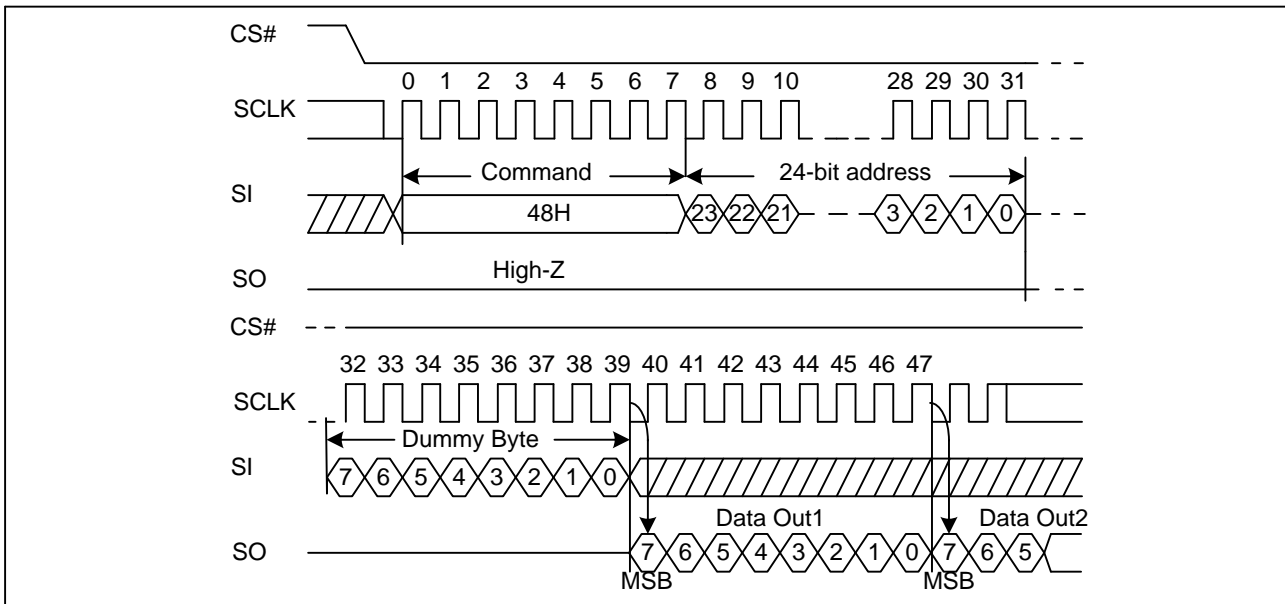 CS#
0 1 2 3 4 5 6 7 8 9 10 28 29 30 31
SCLK
Command 24-bit address
SI
48H 23 22 21 3 2 1 0
High-Z
SO
CS#
32 33 34 35 36 37 38 39 40 41 42 43 44 45 46 47
SCLK
Dummy Byte
SI
7 6 5 4 3 2 1 0
Data Out1 Data Out2
SO
7 6 5 4 3 2 1 0 7 6 5
MSB MSB